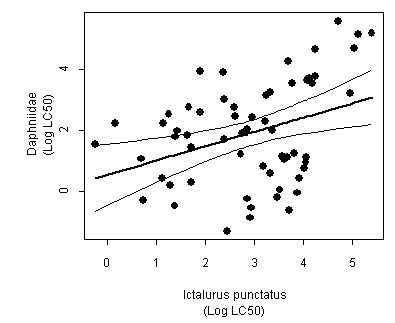 Daphniidae
(Log LC50)
4
2
0
0 1 2 3 4 5
Ictalurus punctatus
(Log LC50)